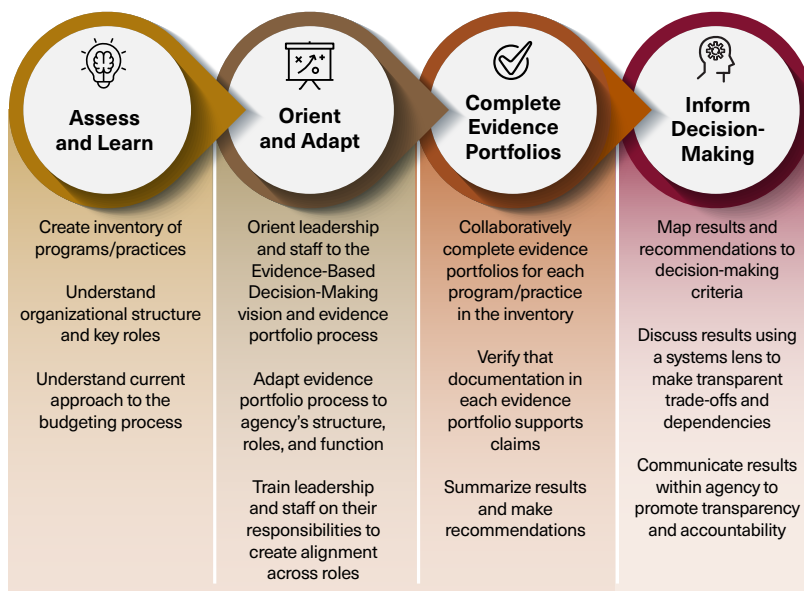 Assess
and Learn
Create inventory of
programs/practices
Understand
organizational structure
and key roles
Understand current
approach to the
budgeting process
Orient
and Adapt
Orient leadership
and staff to the
Evidence-Based
Decision-Making
vision and evidence
portfolio process
Adapt evidence
portfolio process to
agency's structure,
roles, and function
Train leadership
and staff on their
responsibilities to
create alignment
across roles
Complete
Evidence
Portfolios
Collaboratively
complete evidence
portfolios for each
program/practice
in the inventory
Verify that
documentation in
each evidence
portfolio supports
claims
Summarize results
and make
recommendations
Inform
Decision-
Making
Map results and
recommendations to
decision-making
criteria
Discuss results using
a systems lens to
make transparent
trade-offs and
dependencies
Communicate results
within agency to
promote transparency
and accountability